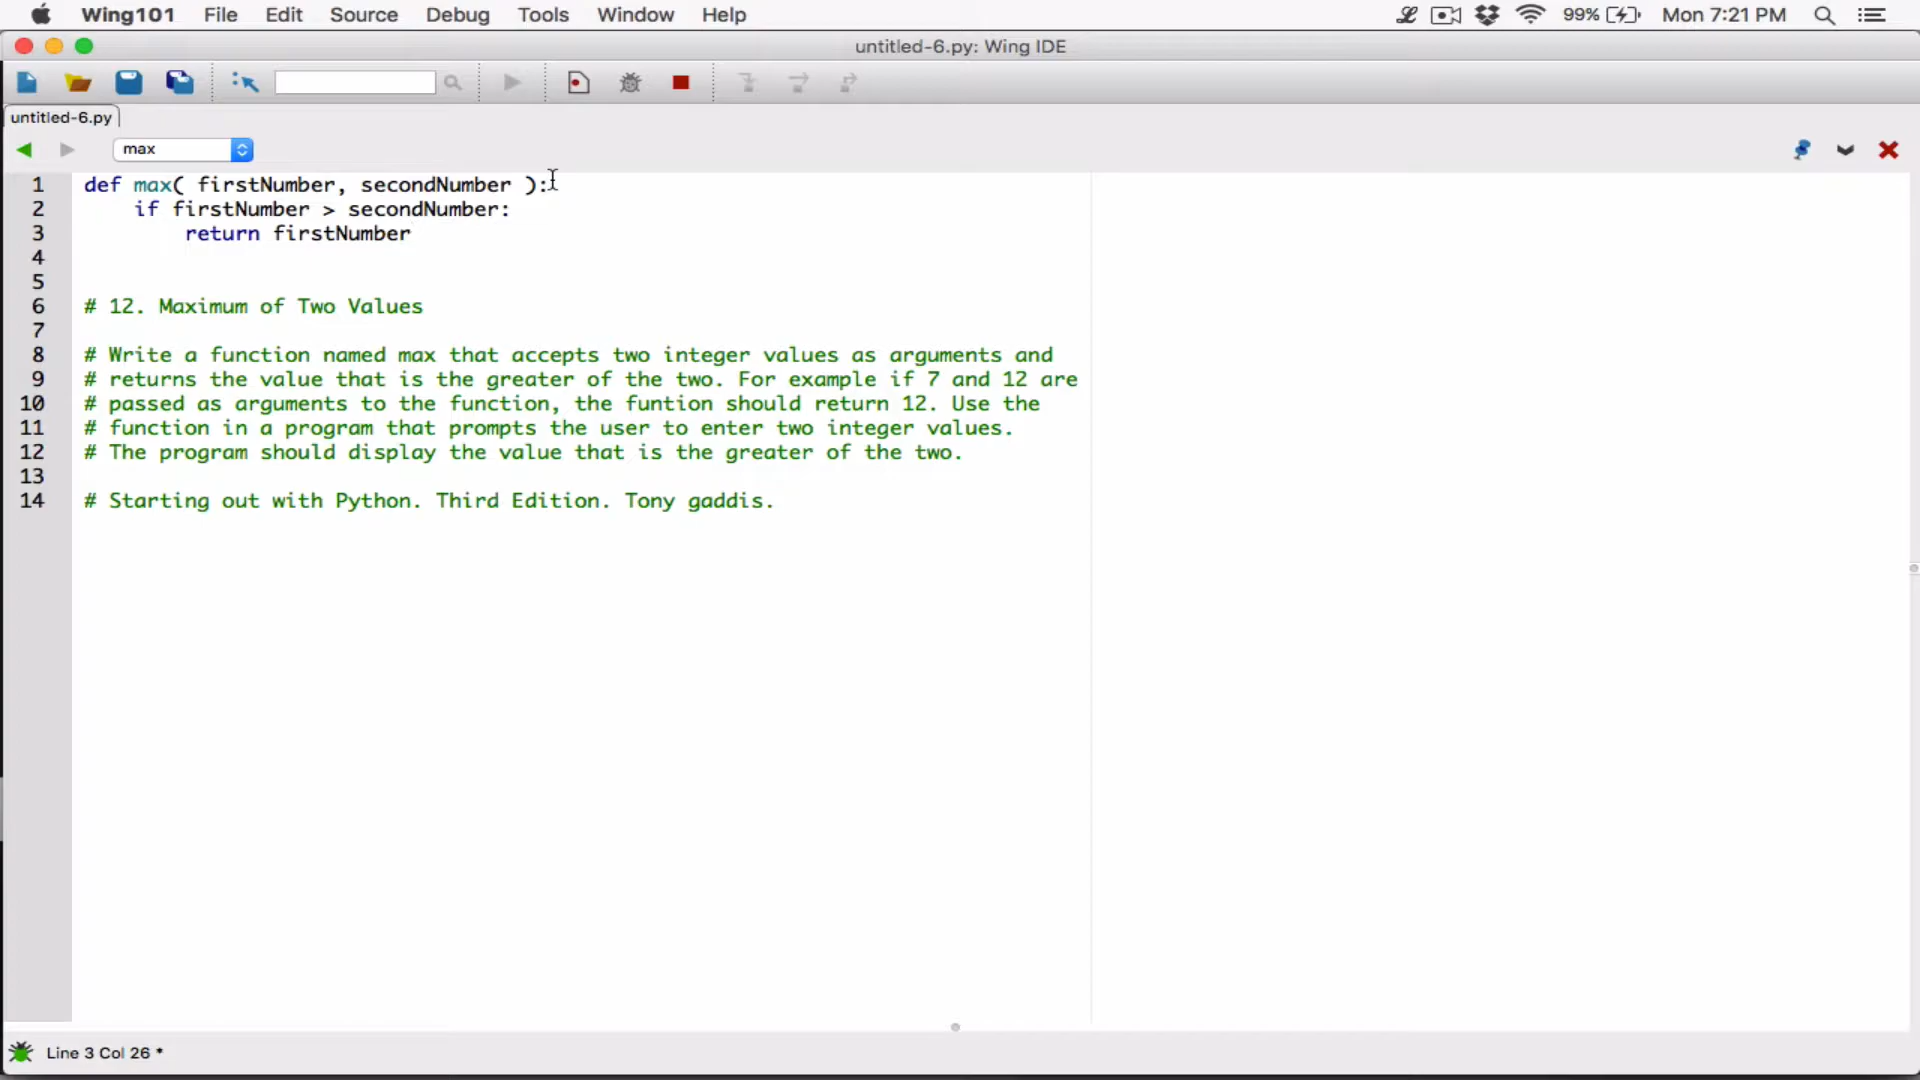 Wing101 File Edit Source Debug Tools Window Help 99% Mon 7:21 PM
untitled-6.py: Wing IDE
untitled-6.py
max
1 def max( firstNumber, secondNumber ):
2 if firstNumber > secondNumber:
3 return firstNumber
4
5
6 # 12. Maximum of Two Values
7
8 # Write a function named max that accepts two integer values as arguments and
9 # returns the value that is the greater of the two. For example if 7 and 12 are
10 # passed as arguments to the function, the funtion should return 12. Use the
11 # function in a program that prompts the user to enter two integer values.
12 # The program should display the value that is the greater of the two.
13
14 # Starting out with Python. Third Edition. Tony gaddis.
Line 3 Col 26 *